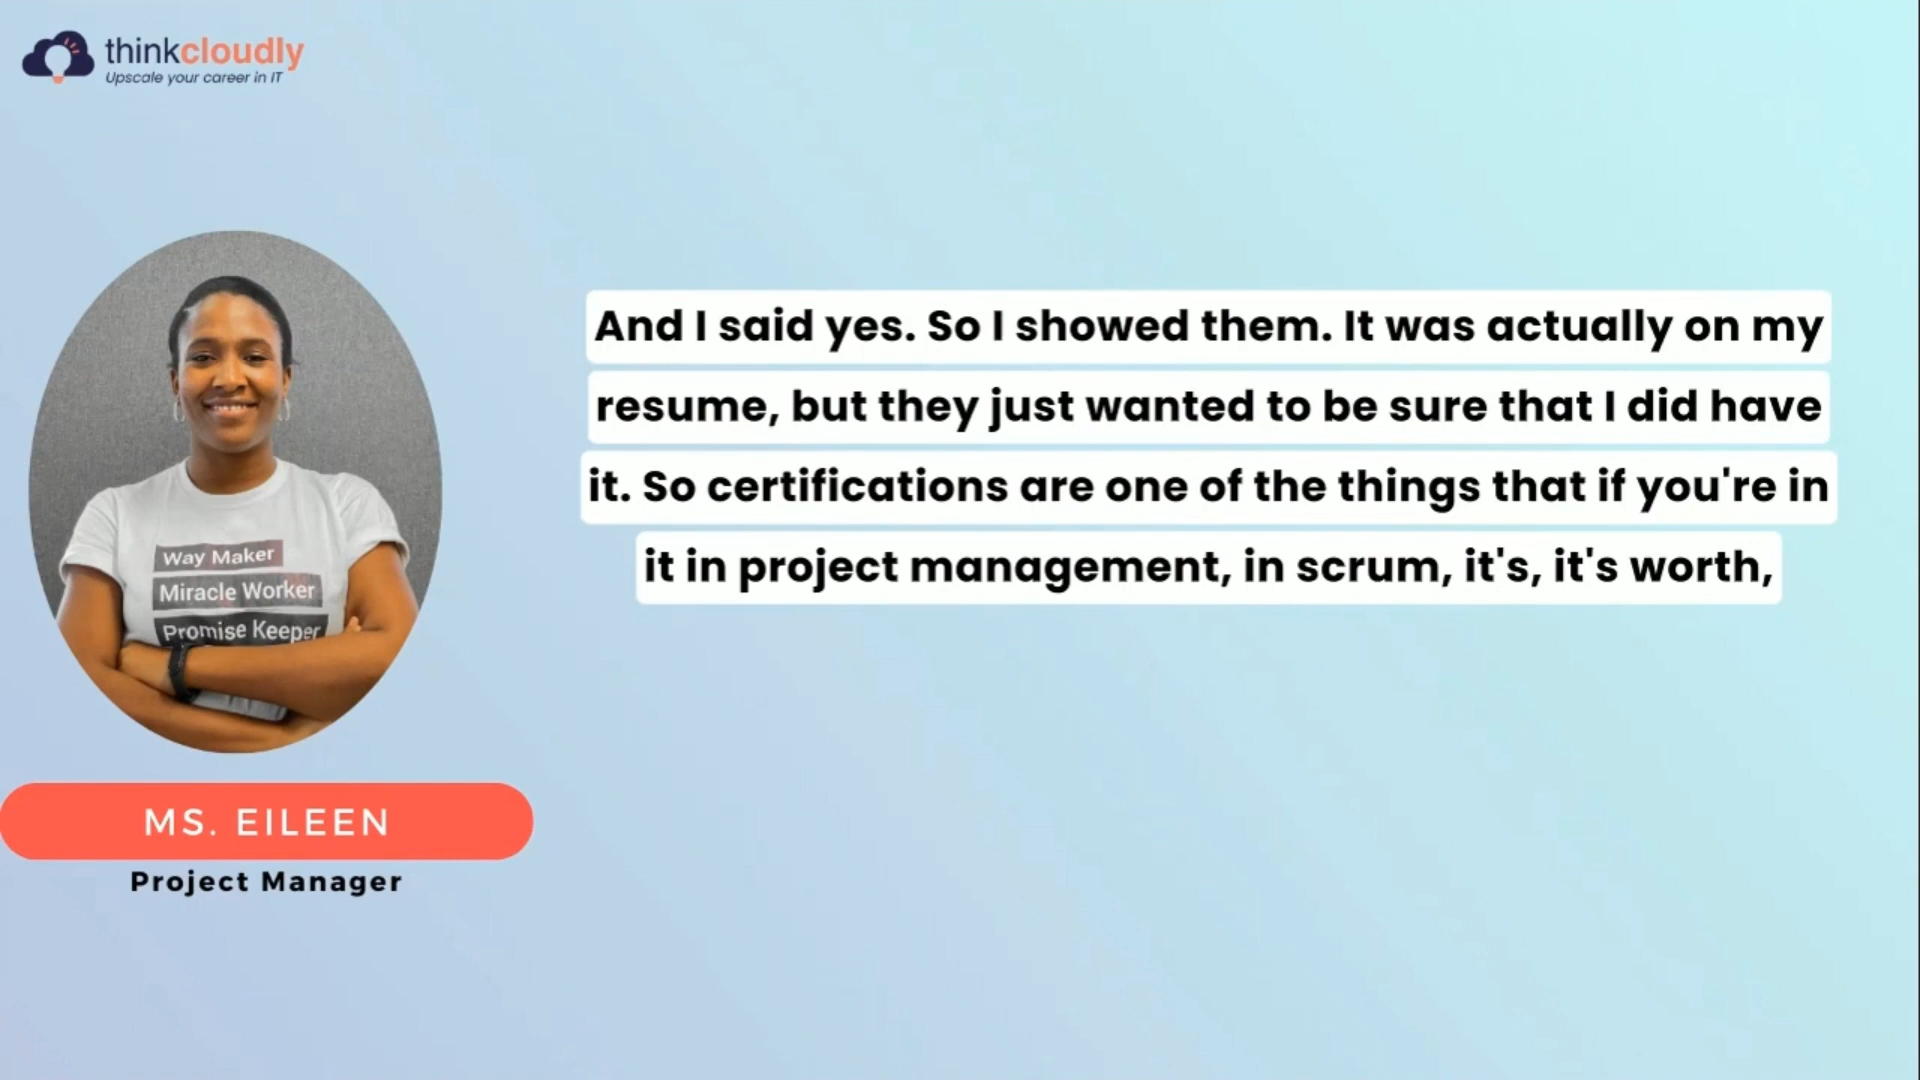 thinkcloudly
Upscale your career in IT
And I said yes. So I showed them. It was actually on my
resume, but they just wanted to be sure that I did have
it. So certifications are one of the things that if you're in
it in project management, in scrum, it's, it's worth,
Way Maker
Miracle Worker
Promise Keeper
MS. EILEEN
Project Manager